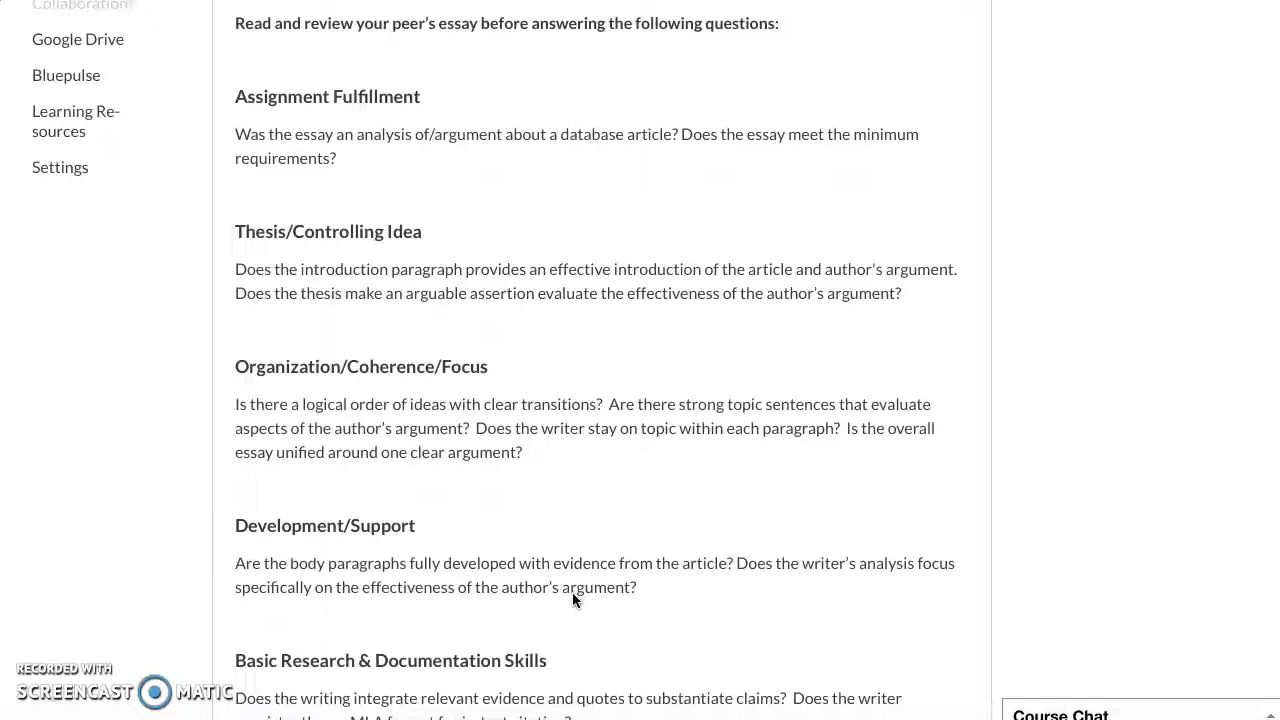 Collaboration
Google Drive
Bluepulse
Learning Re-
sources
Settings
Read and review your peer’s essay before answering the following questions:
Assignment Fulfillment
Was the essay an analysis of/argument about a database article? Does the essay meet the minimum
requirements?
Thesis/Controlling Idea
Does the introduction paragraph provides an effective introduction of the article and author's argument.
Does the thesis make an arguable assertion evaluate the effectiveness of the author’s argument?
Organization/Coherence/Focus
Is there a logical order of ideas with clear transitions? Are there strong topic sentences that evaluate
aspects of the author’s argument? Does the writer stay on topic within each paragraph? Is the overall
essay unified around one clear argument?
Development/Support
Are the body paragraphs fully developed with evidence from the article? Does the writer’s analysis focus
specifically on the effectiveness of the author’s argument?
Basic Research & Documentation Skills
Does the writing integrate relevant evidence and quotes to substantiate claims? Does the writer
RECORDED WITH
SCREENCAST MATIC
Course Chat